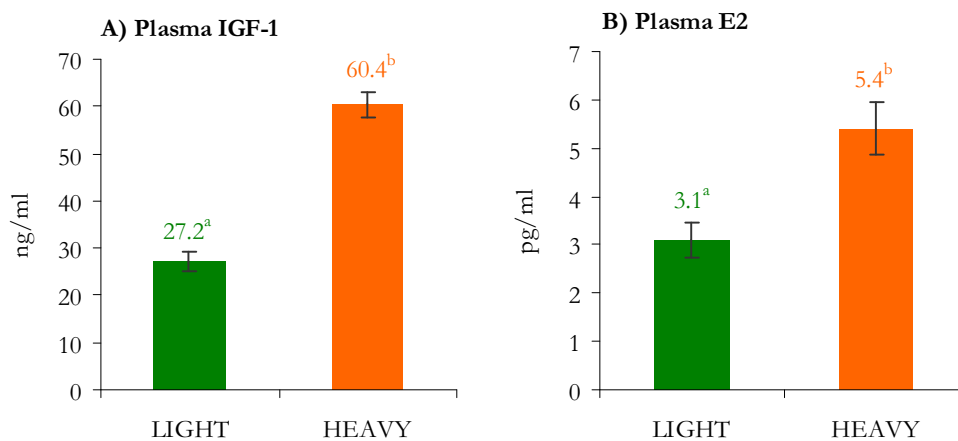 A) Plasma IGF-1
70
60
50
40
30
20
10
0
ng/ml
27.2ᵃ
60.4ᵇ
LIGHT
HEAVY
B) Plasma E2
7
6
5
4
3
2
1
0
pg/ml
3.1ᵃ
5.4ᵇ
LIGHT
HEAVY